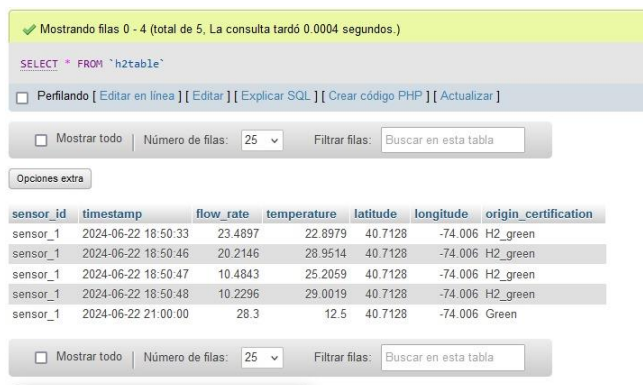 Mostrando filas 0 - 4 (total de 5, La consulta tardó 0.0004 segundos.)
SELECT * FROM `h2table`
Perfilando [ Editar en línea ] [ Editar ] [ Explicar SQL ] [ Crear código PHP ] [ Actualizar ]
Mostrar todo | Número de filas: 25 Filtrar filas: Buscar en esta tabla
Opciones extra
sensor_id timestamp flow_rate temperature latitude longitude origin_certification
sensor_1 2024-06-22 18:50:33 23.4897 22.8979 40.7128 -74.006 H2_green
sensor_1 2024-06-22 18:50:46 20.2146 28.9514 40.7128 -74.006 H2_green
sensor_1 2024-06-22 18:50:47 10.4843 25.2059 40.7128 -74.006 H2_green
sensor_1 2024-06-22 18:50:48 10.2296 29.0019 40.7128 -74.006 H2_green
sensor_1 2024-06-22 21:00:00 28.3 12.5 40.7128 -74.006 Green
Mostrar todo | Número de filas: 25 Filtrar filas: Buscar en esta tabla